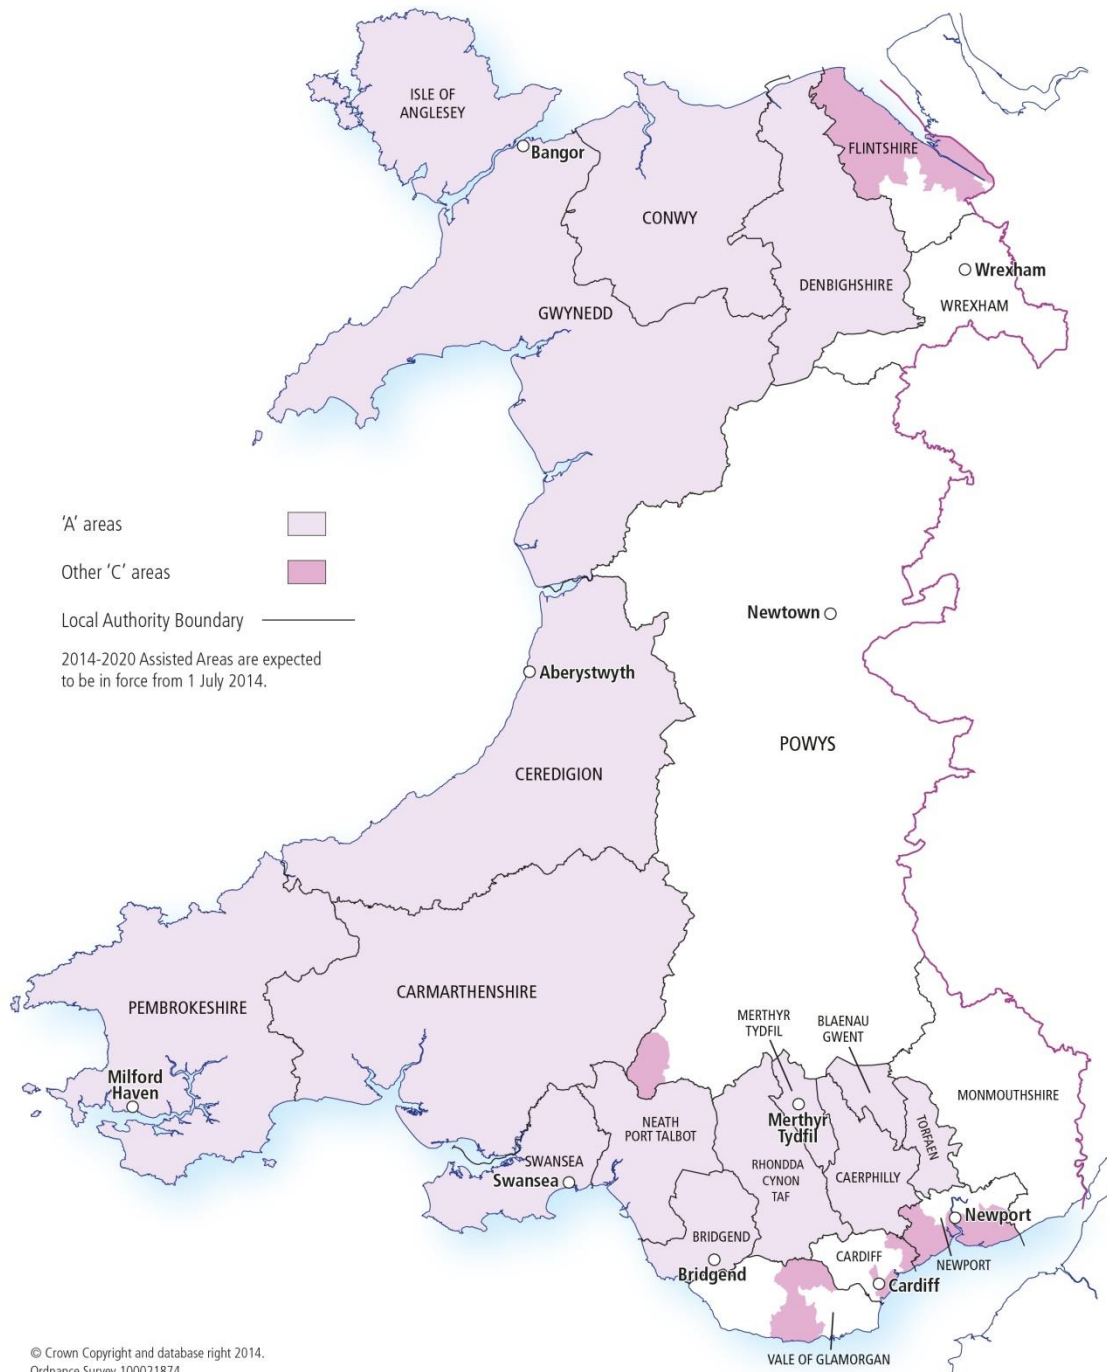 ISLE OF
ANGLESEY
Bangor
FLINTSHIRE
CONWY
Wrexham
DENBIGHSHIRE
WREXHAM
GWYNEDD
'A' areas
Other 'C' areas
Local Authority Boundary
2014-2020 Assisted Areas are expected
to be in force from 1 July 2014.
Newtown
Aberystwyth
POWYS
CEREDIGION
CARMARTHENSHIRE
PEMBROKESHIRE
MERTHYR
TYDFIL
BLAENAU
GWENT
Milford
Haven
MONMOUTHSHIRE
Merthyr
Tydfil
NEATH
PORT TALBOT
TORFAEN
SWANSEA
Swansea
RHONDDA
CYNON
TAF
CAERPHILLY
Newport
BRIDGEND
Bridgend
CARDIFF
NEWPORT
Cardiff
VALE OF GLAMORGAN
© Crown Copyright and database right 2014.
Ordnance Survey 100021874